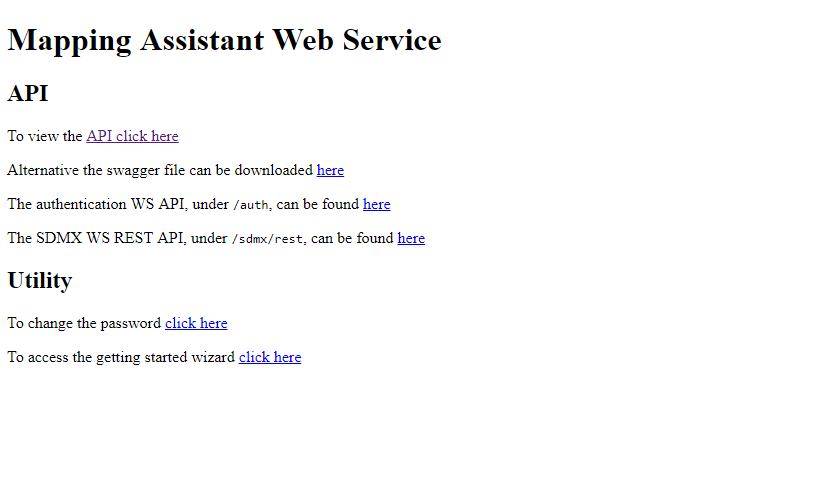 Mapping Assistant Web Service
API
To view the API click here
Alternative the swagger file can be downloaded here
The authentication WS API, under /auth, can be found here
The SDMX WS REST API, under /sdmx/rest, can be found here
Utility
To change the password click here
To access the getting started wizard click here